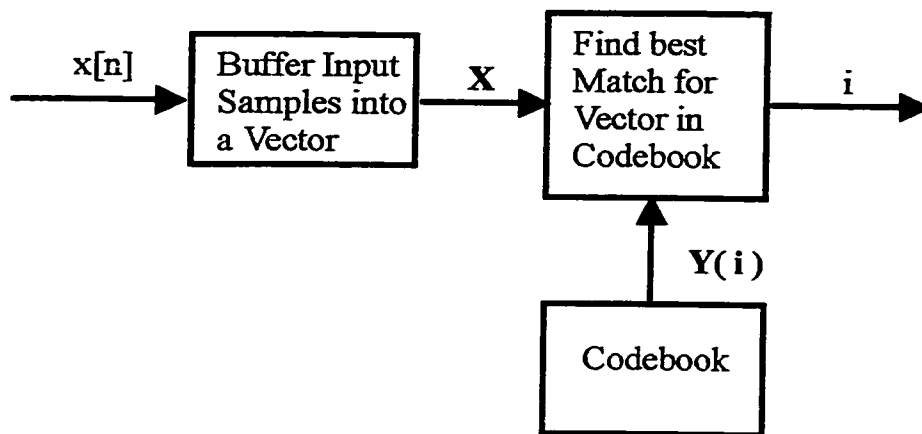 x[n]
Buffer Input
Samples into
a Vector
X
Find best
Match for
Vector in
Codebook
i
Y( i )
Codebook